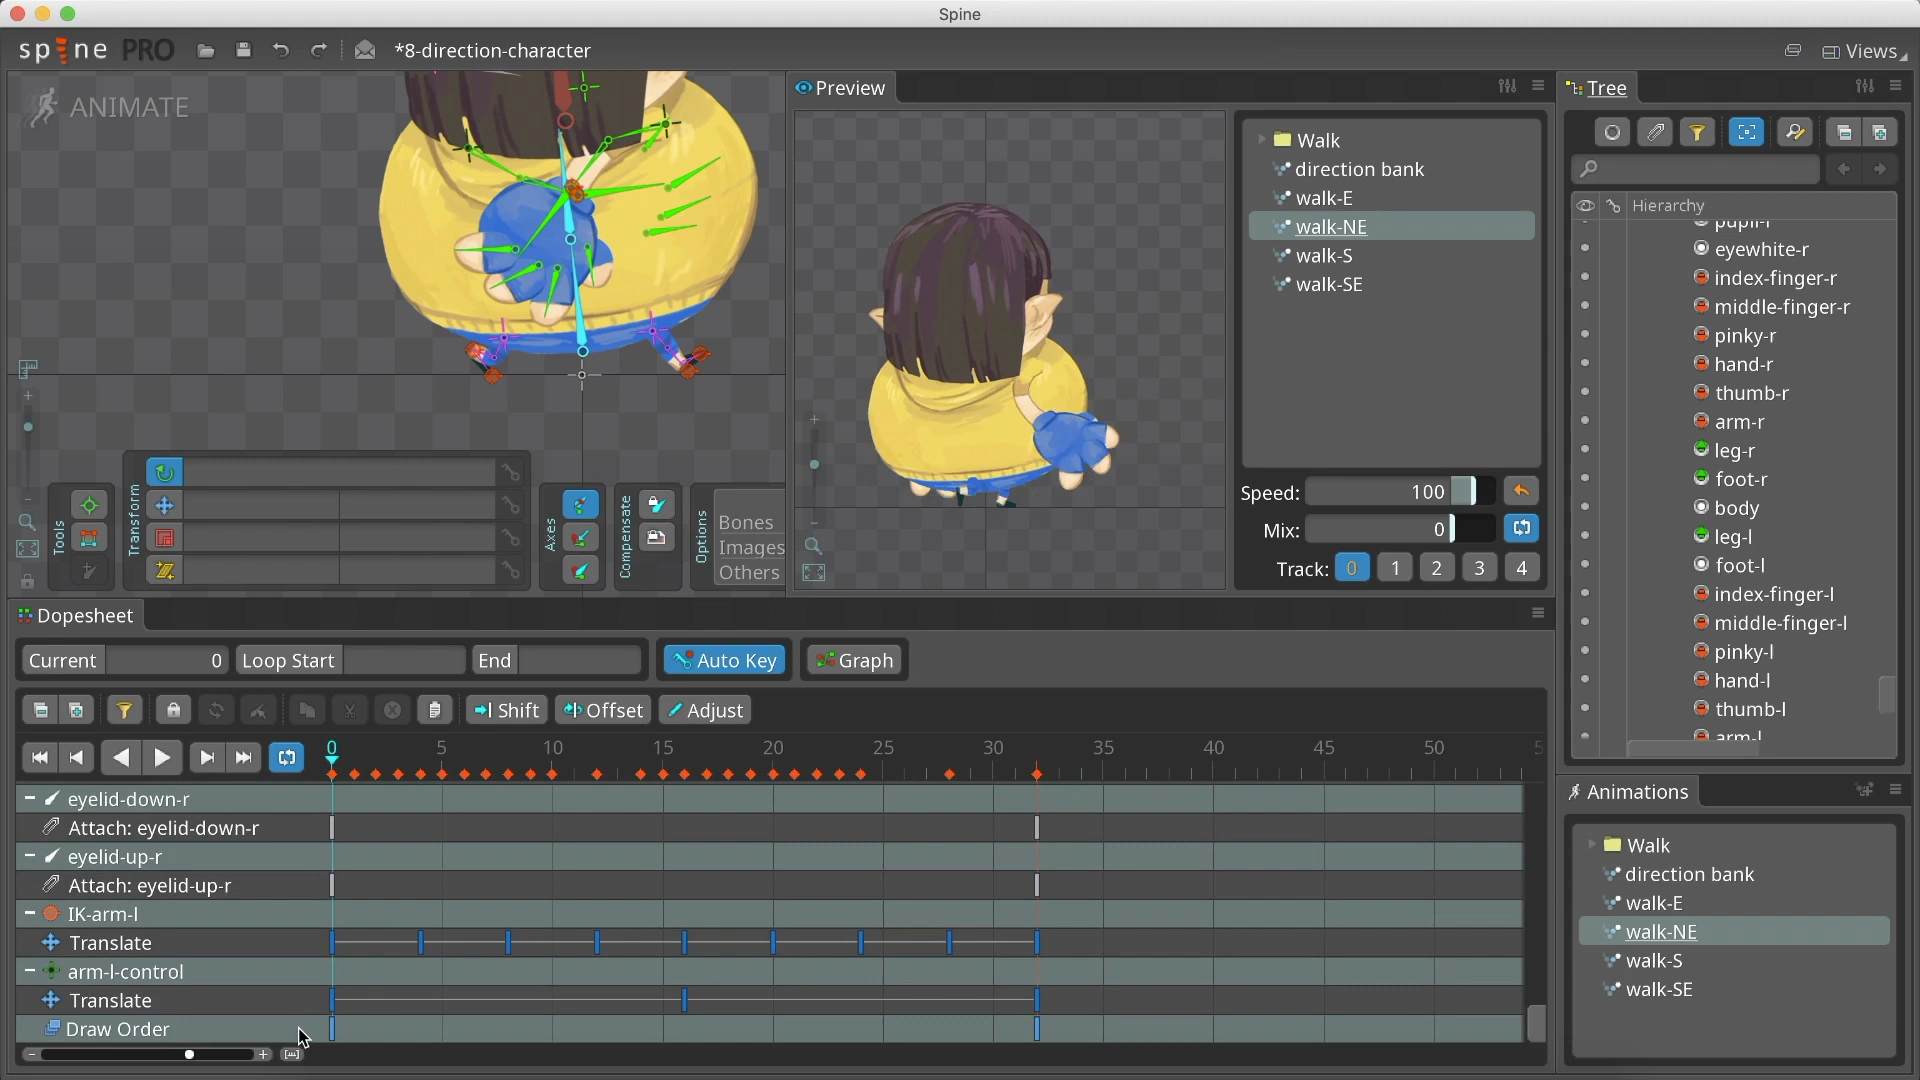 Spine
spine PRO
*8-direction-character
Views
ANIMATE
Tools
Transform
Axes
Compensate
Options
Bones
Images
Others
Preview
Walk
direction bank
walk-E
walk-NE
walk-S
walk-SE
Speed: 100
Mix: 0
Track: 0 1 2 3 4
Tree
Hierarchy
pupil-r
eyewhite-r
index-finger-r
middle-finger-r
pinky-r
hand-r
thumb-r
arm-r
leg-r
foot-r
body
leg-l
foot-l
index-finger-l
middle-finger-l
pinky-l
hand-l
thumb-l
arm-l
Dopesheet
Current 0 Loop Start End Auto Key Graph
Shift Offset Adjust
0 5 10 15 20 25 30 35 40 45 50
eyelid-down-r
Attach: eyelid-down-r
eyelid-up-r
Attach: eyelid-up-r
IK-arm-l
Translate
arm-l-control
Translate
Draw Order
Animations
Walk
direction bank
walk-E
walk-NE
walk-S
walk-SE